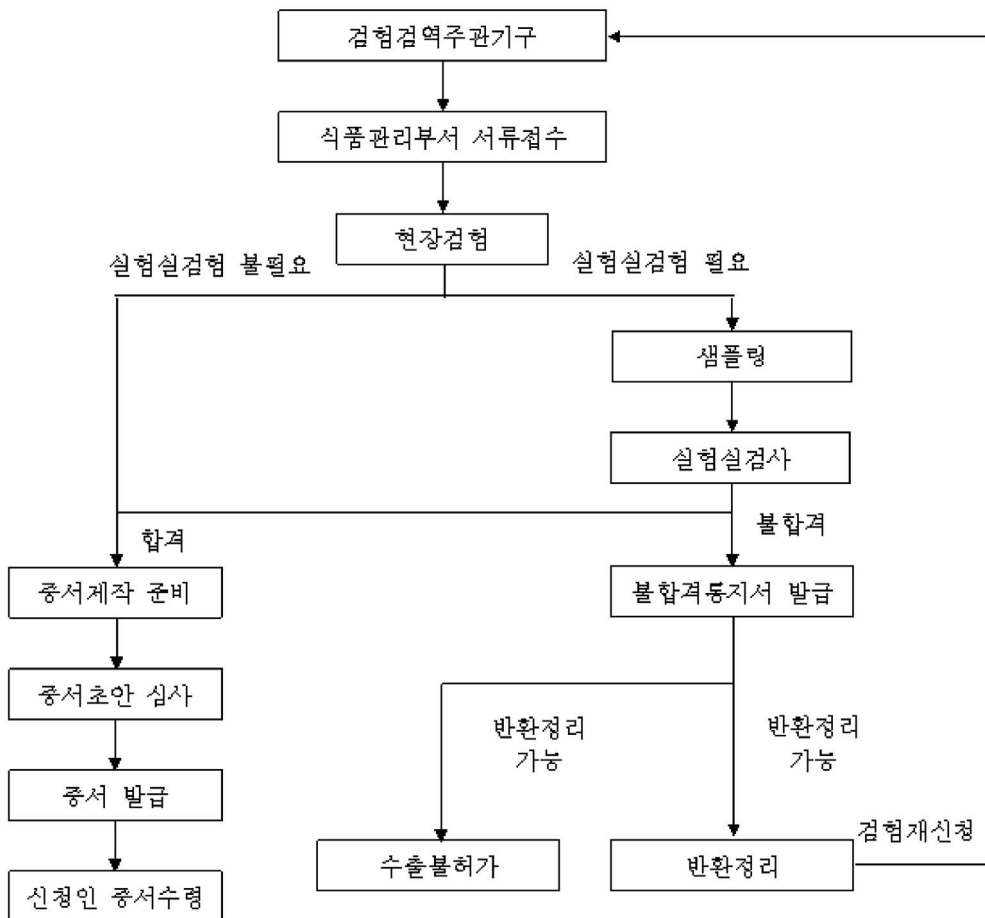 검험검역주관기구
식품관리부서 서류접수
현장검험
실험실검험 불필요
실험실검험 필요
샘플링
실험실검사
합격
불합격
증서제작 준비
불합격통지서 발급
증서초안 심사
반환정리
가능
반환정리
가능
증서 발급
검험재신청
수출불허가
반환정리
신청인 증서수령